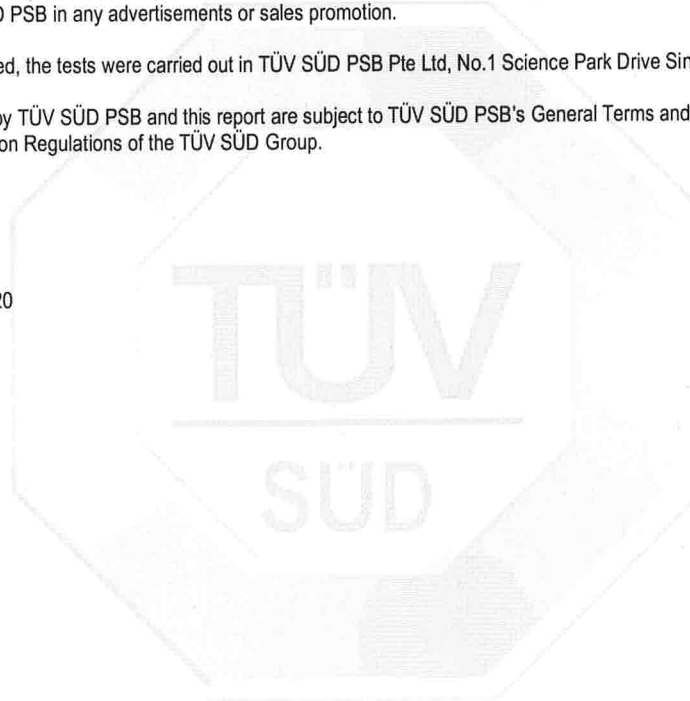 PSB in any advertisements or sales promotion.
ed, the tests were carried out in TÜV SÜD PSB Pte Ltd, No.1 Science Park Drive Sin
by TÜV SÜD PSB and this report are subject to TÜV SÜD PSB's General Terms and
on Regulations of the TÜV SÜD Group.
20
TÜV
SÜD